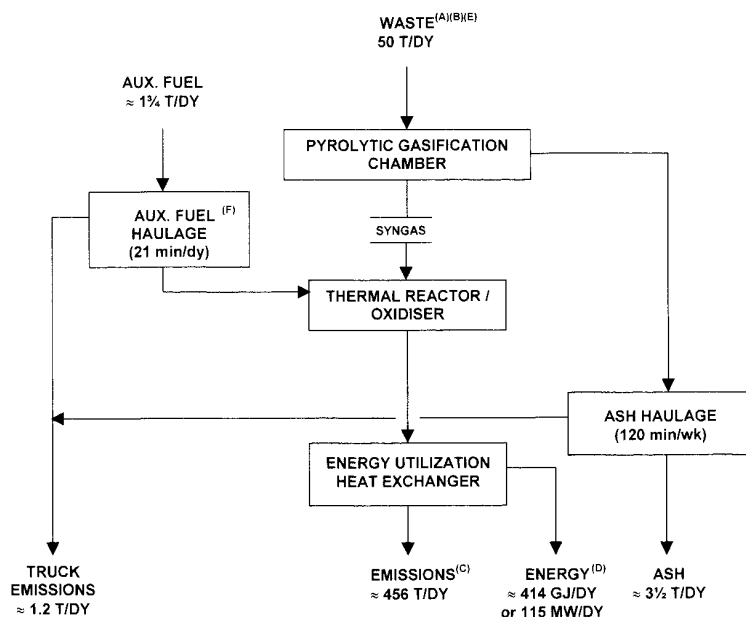 WASTE (A)(B)(E)
50 T/DY
AUX. FUEL
≈ 1¾ T/DY
PYROLYTIC GASIFICATION
CHAMBER
AUX. FUEL (F)
HAULAGE
(21 min/dy)
SYNGAS
THERMAL REACTOR /
OXIDISER
ASH HAULAGE
(120 min/wk)
ENERGY UTILIZATION
HEAT EXCHANGER
TRUCK
EMISSIONS
≈ 1.2 T/DY
EMISSIONS (C)
≈ 456 T/DY
ENERGY (D)
≈ 414 GJ/DY
or 115 MW/DY
ASH
≈ 3½ T/DY